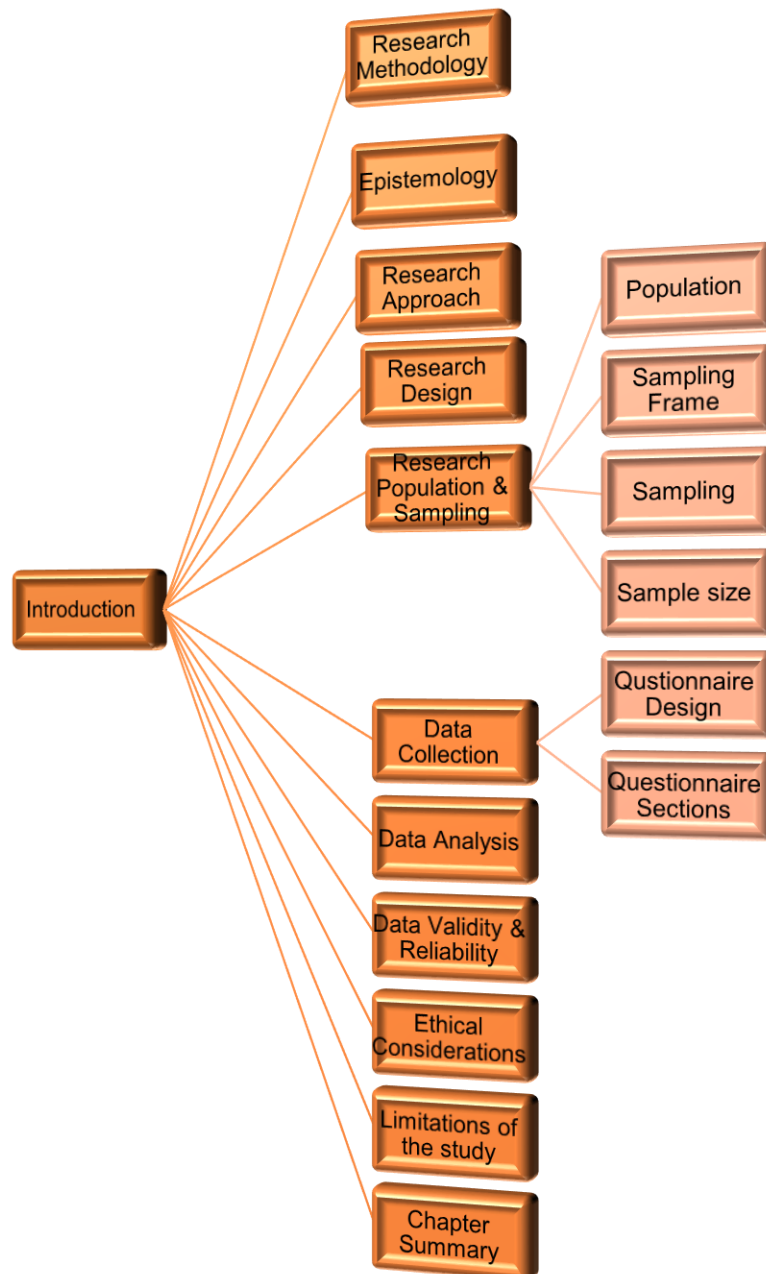 Introduction
Research
Methodology
Epistemology
Research
Approach
Research
Design
Research
Population &
Sampling
Population
Sampling
Frame
Sampling
Sample size
Data
Collection
Qustionnaire
Design
Questionnaire
Sections
Data Analysis
Data Validity &
Reliability
Ethical
Considerations
Limitations of
the study
Chapter
Summary